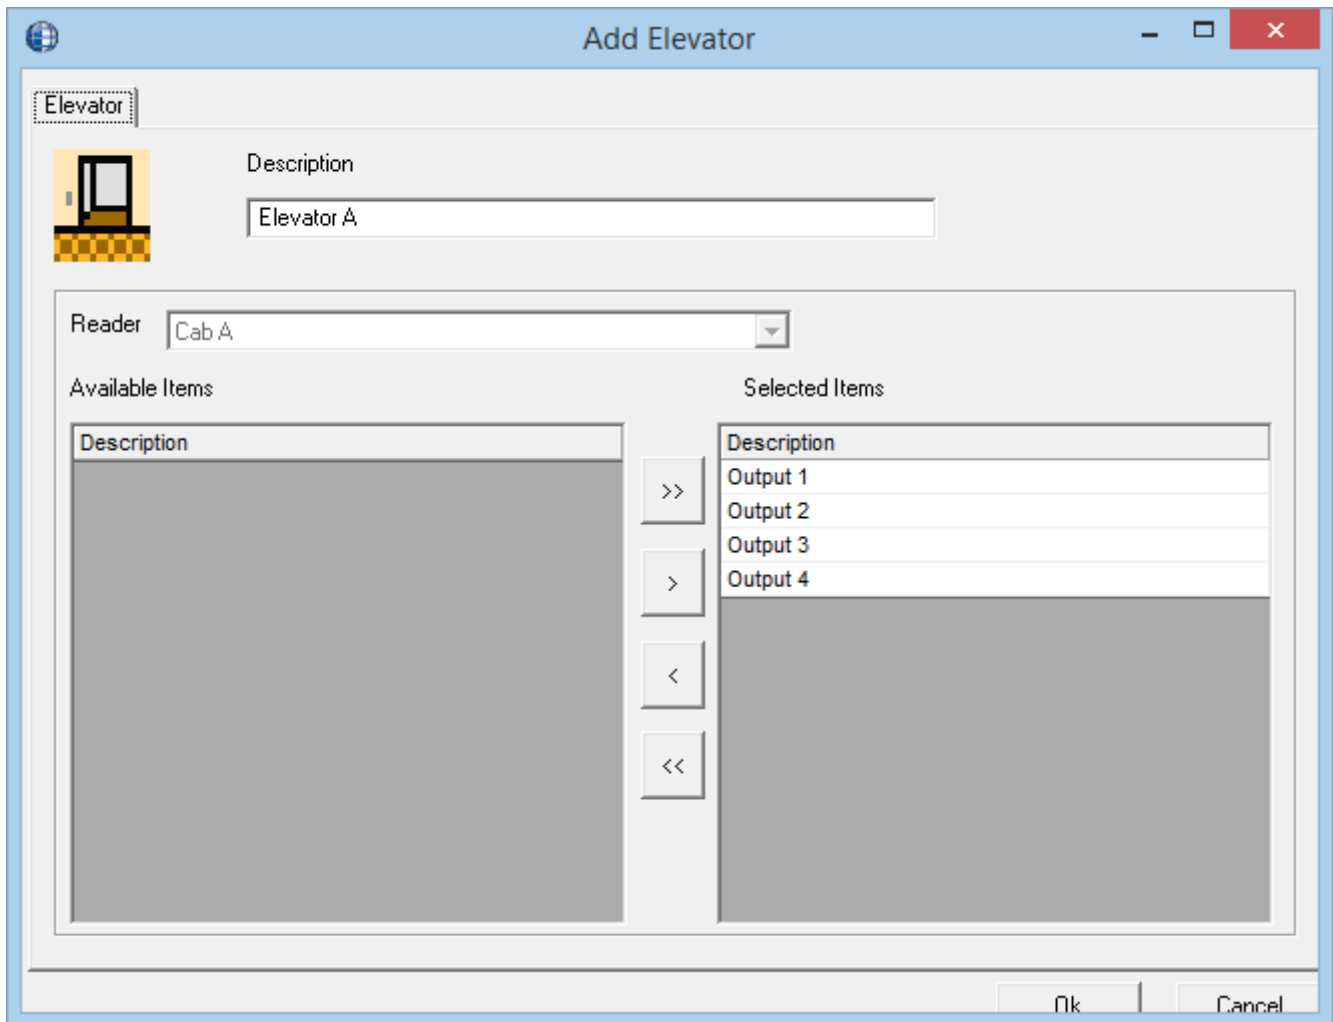 Add Elevator
Elevator
Description
Elevator A
Reader
Cab A
Available Items
Selected Items
Description
Description
Output 1
Output 2
Output 3
Output 4
>>
>
<
<<
Ok
Cancel